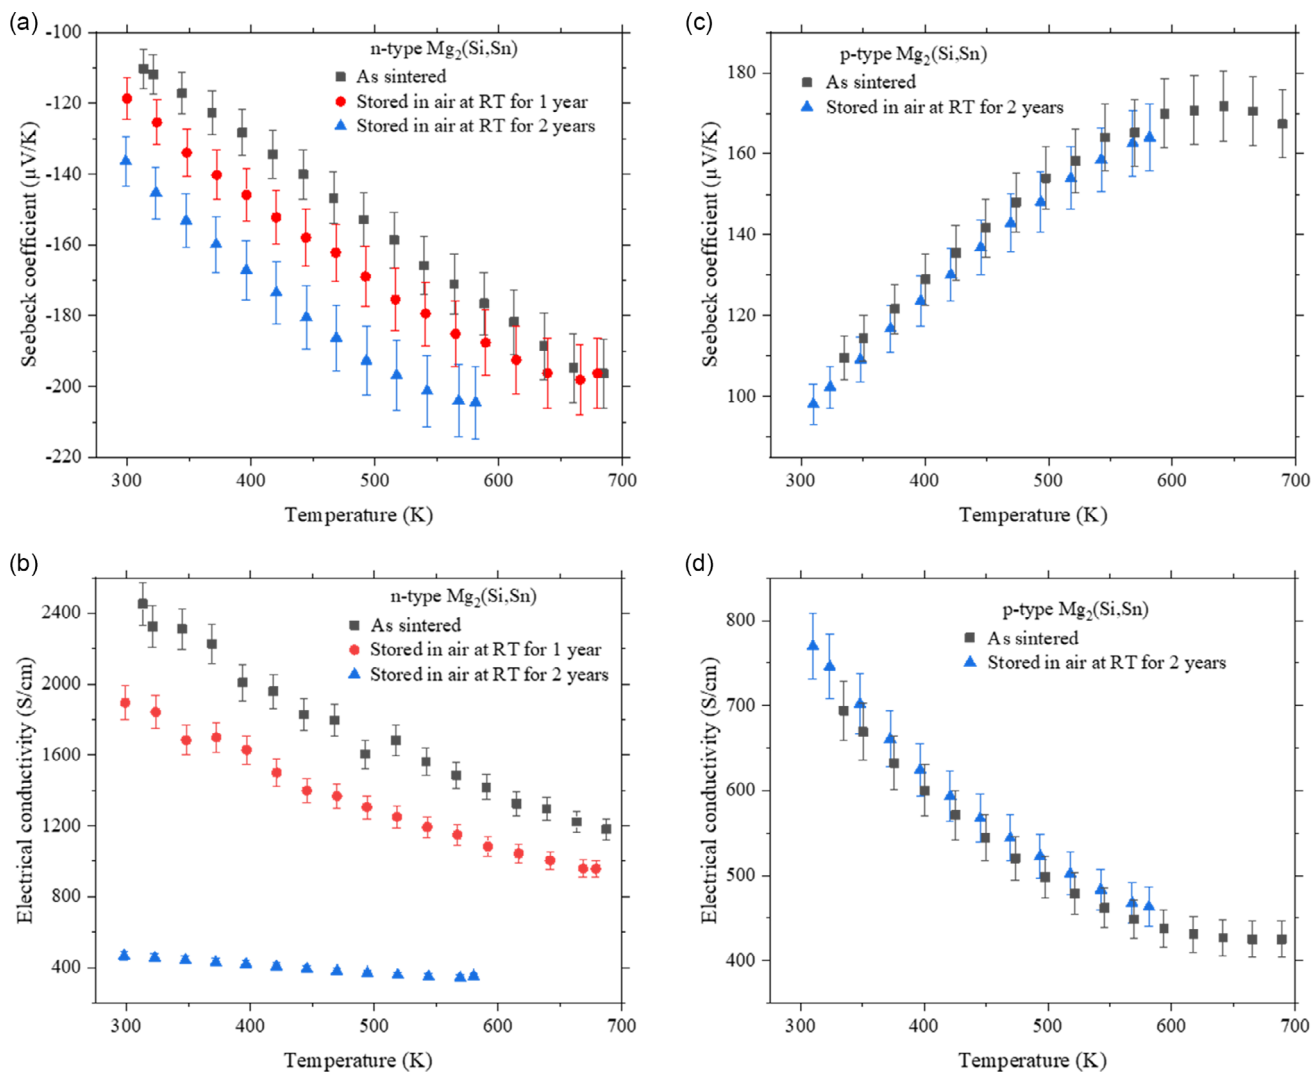 (a)
-100
-120
-140
-160
-180
-200
-220
Seebeck coefficient (µV/K)
n-type Mg₂(Si,Sn)
As sintered
Stored in air at RT for 1 year
Stored in air at RT for 2 years
300 400 500 600 700
Temperature (K)
(c)
180
160
140
120
100
Seebeck coefficient (µV/K)
p-type Mg₂(Si,Sn)
As sintered
Stored in air at RT for 2 years
300 400 500 600 700
Temperature (K)
(b)
2400
2000
1600
1200
800
400
Electrical conductivity (S/cm)
n-type Mg₂(Si,Sn)
As sintered
Stored in air at RT for 1 year
Stored in air at RT for 2 years
300 400 500 600 700
Temperature (K)
(d)
800
700
600
500
400
Electrical conductivity (S/cm)
p-type Mg₂(Si,Sn)
As sintered
Stored in air at RT for 2 years
300 400 500 600 700
Temperature (K)